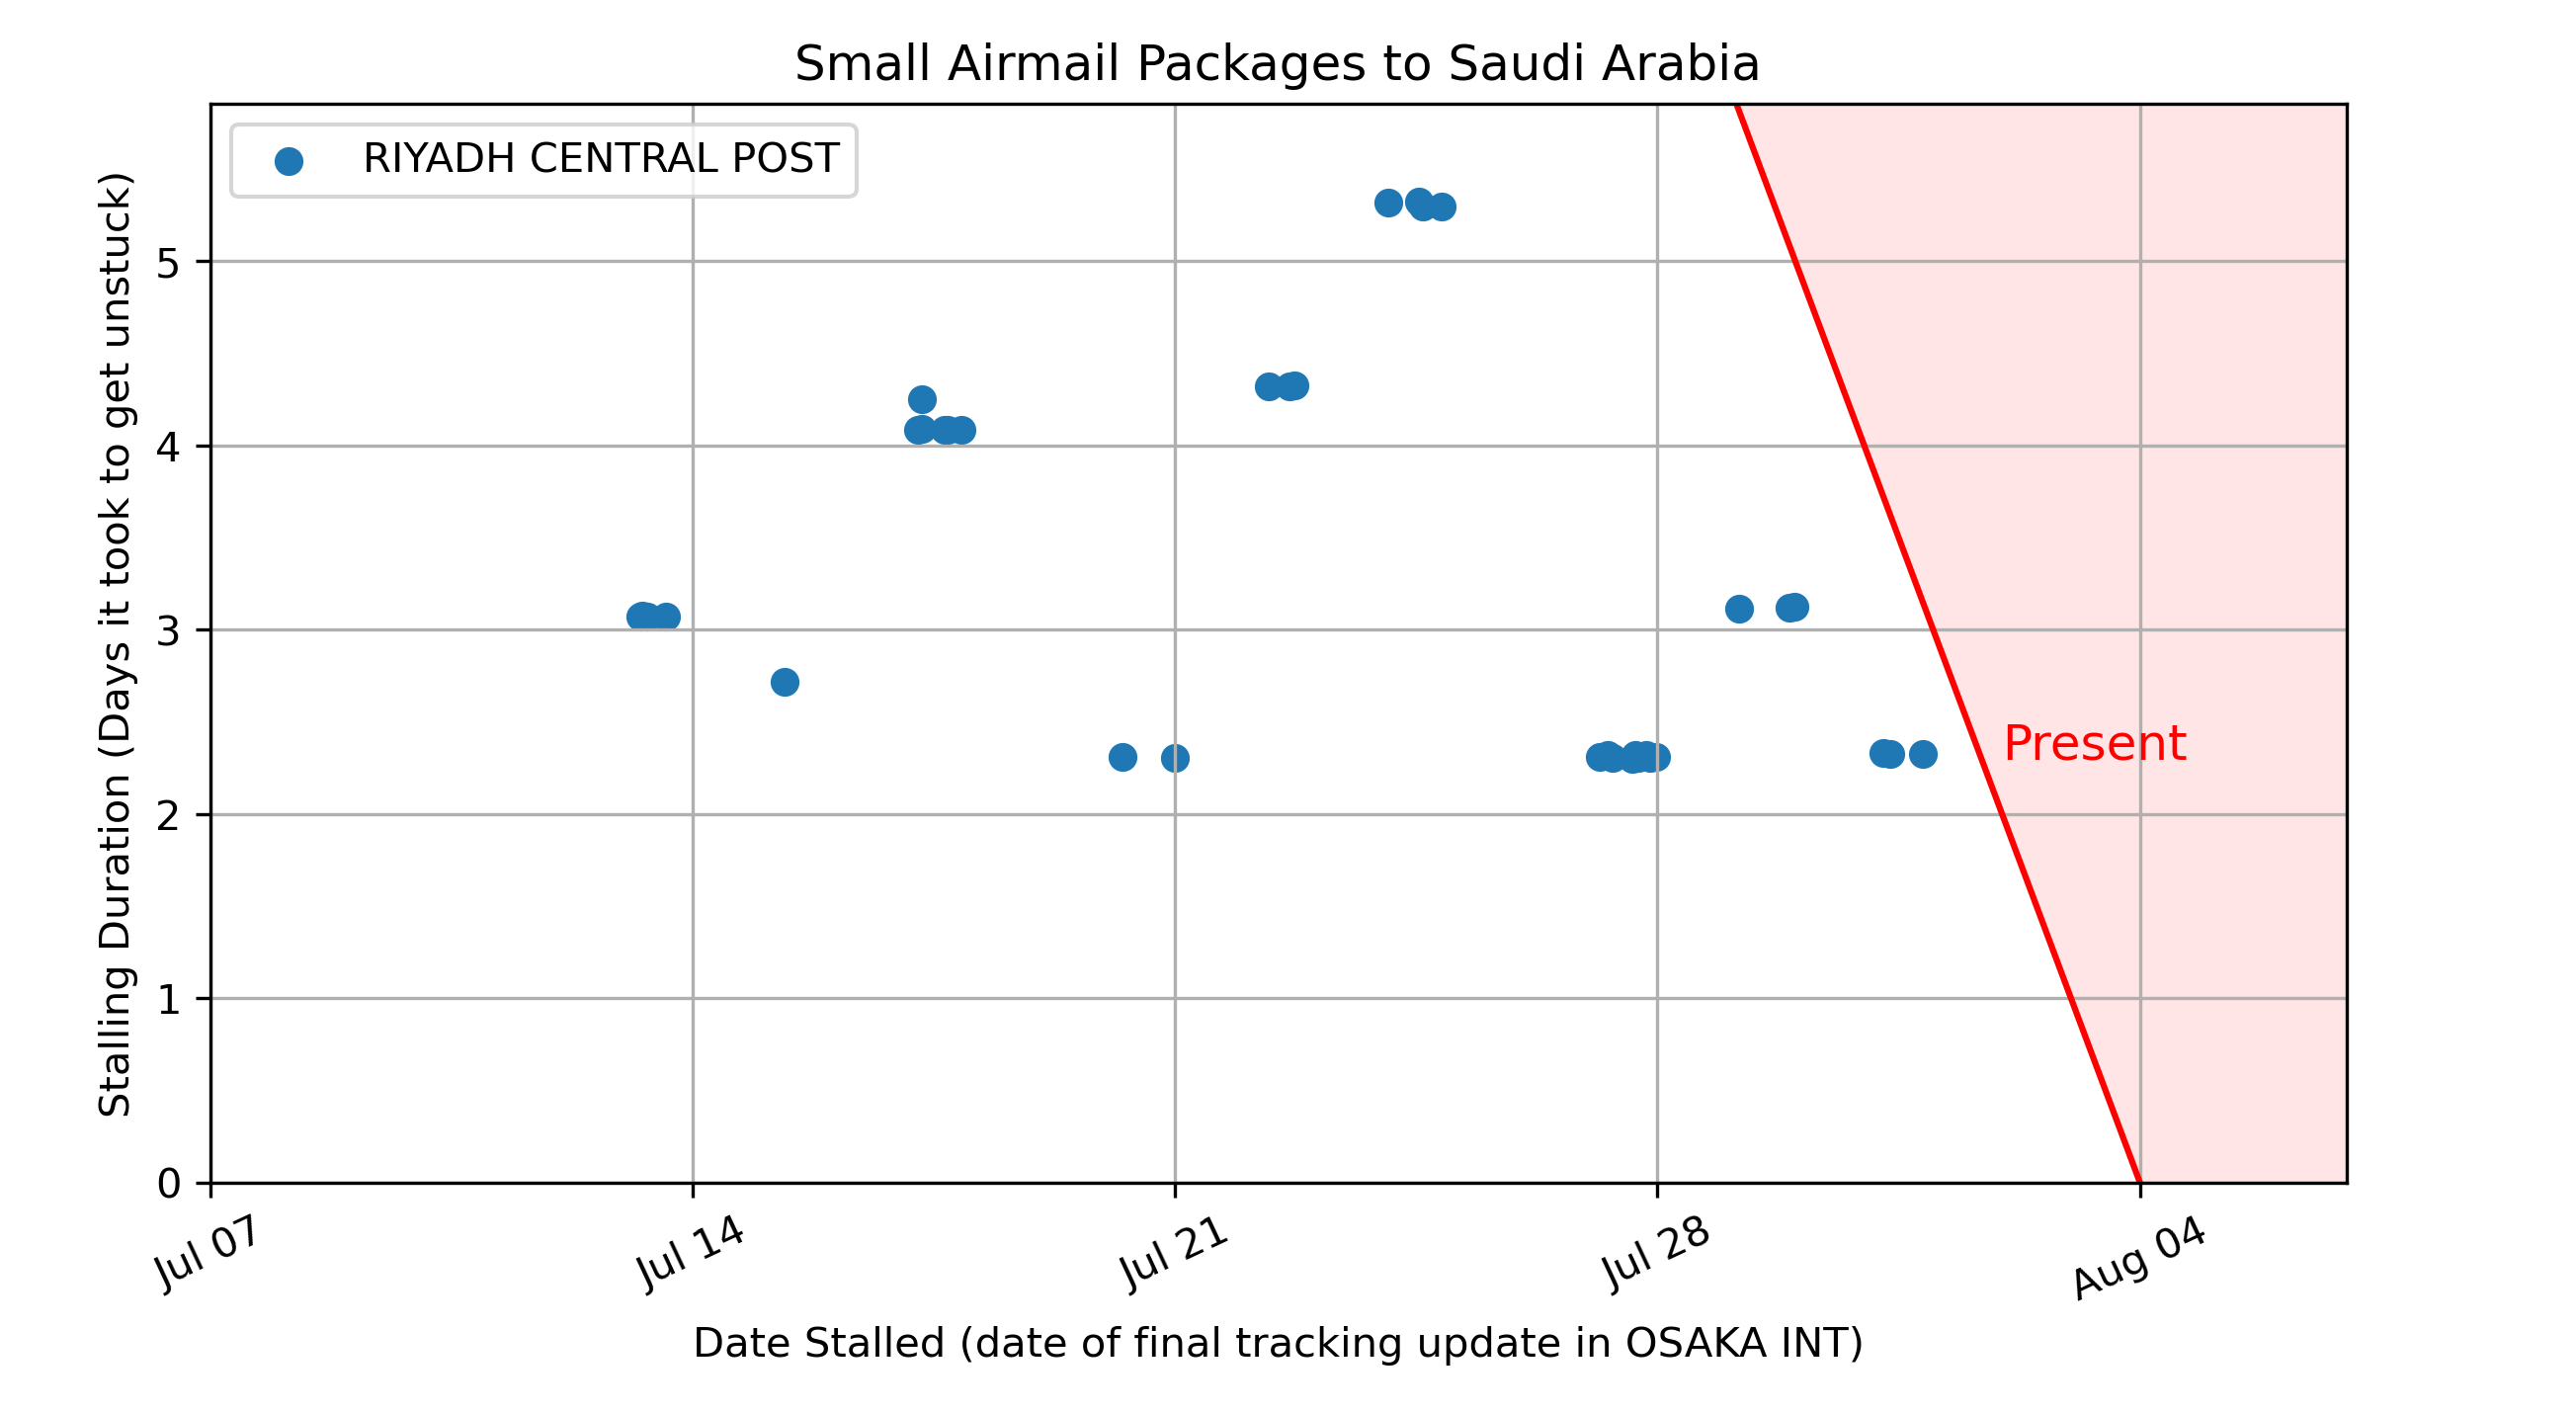 Small Airmail Packages to Saudi Arabia
RIYADH CENTRAL POST
Stalling Duration (Days it took to get unstuck)
5
4
3
2
1
0
Present
Jul 07
Jul 14
Jul 21
Jul 28
Aug 04
Date Stalled (date of final tracking update in OSAKA INT)